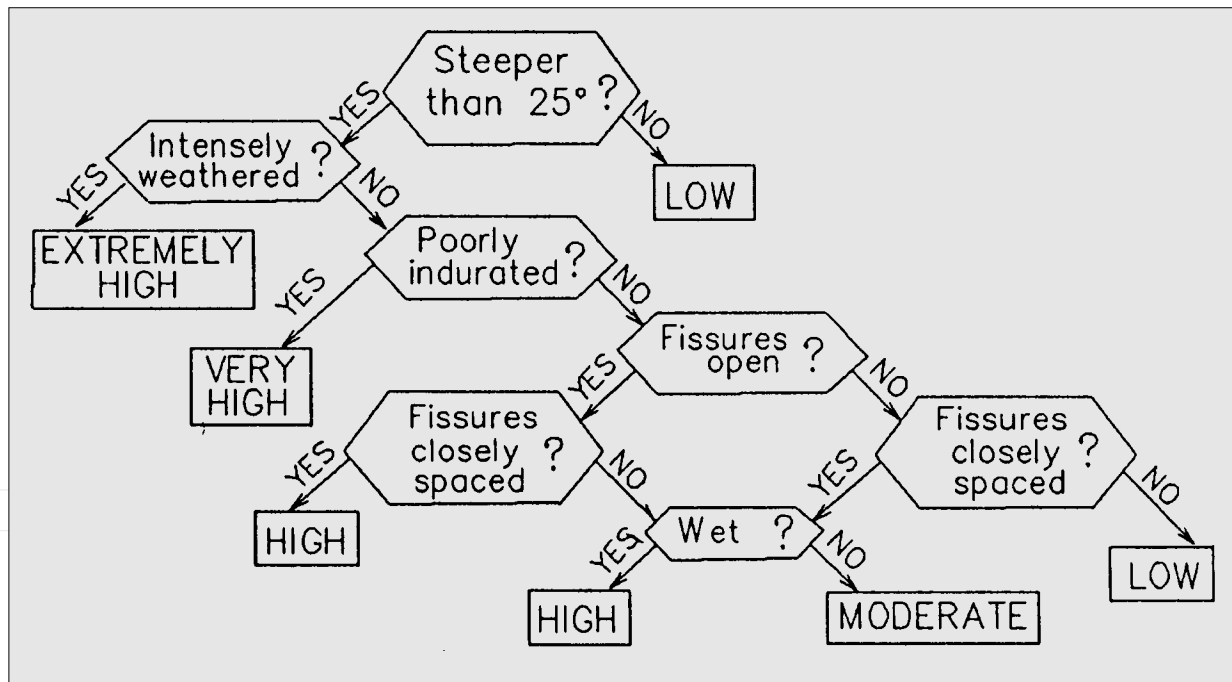 Steeper
than 25° ?
YES
NO
Intensely
weathered ?
YES
NO
LOW
EXTREMELY
HIGH
Poorly
indurated ?
YES
NO
VERY
HIGH
Fissures
open ?
YES
NO
Fissures
closely ?
spaced
YES
NO
Fissures
closely ?
spaced
YES
NO
HIGH
Wet ?
YES
NO
LOW
HIGH
MODERATE